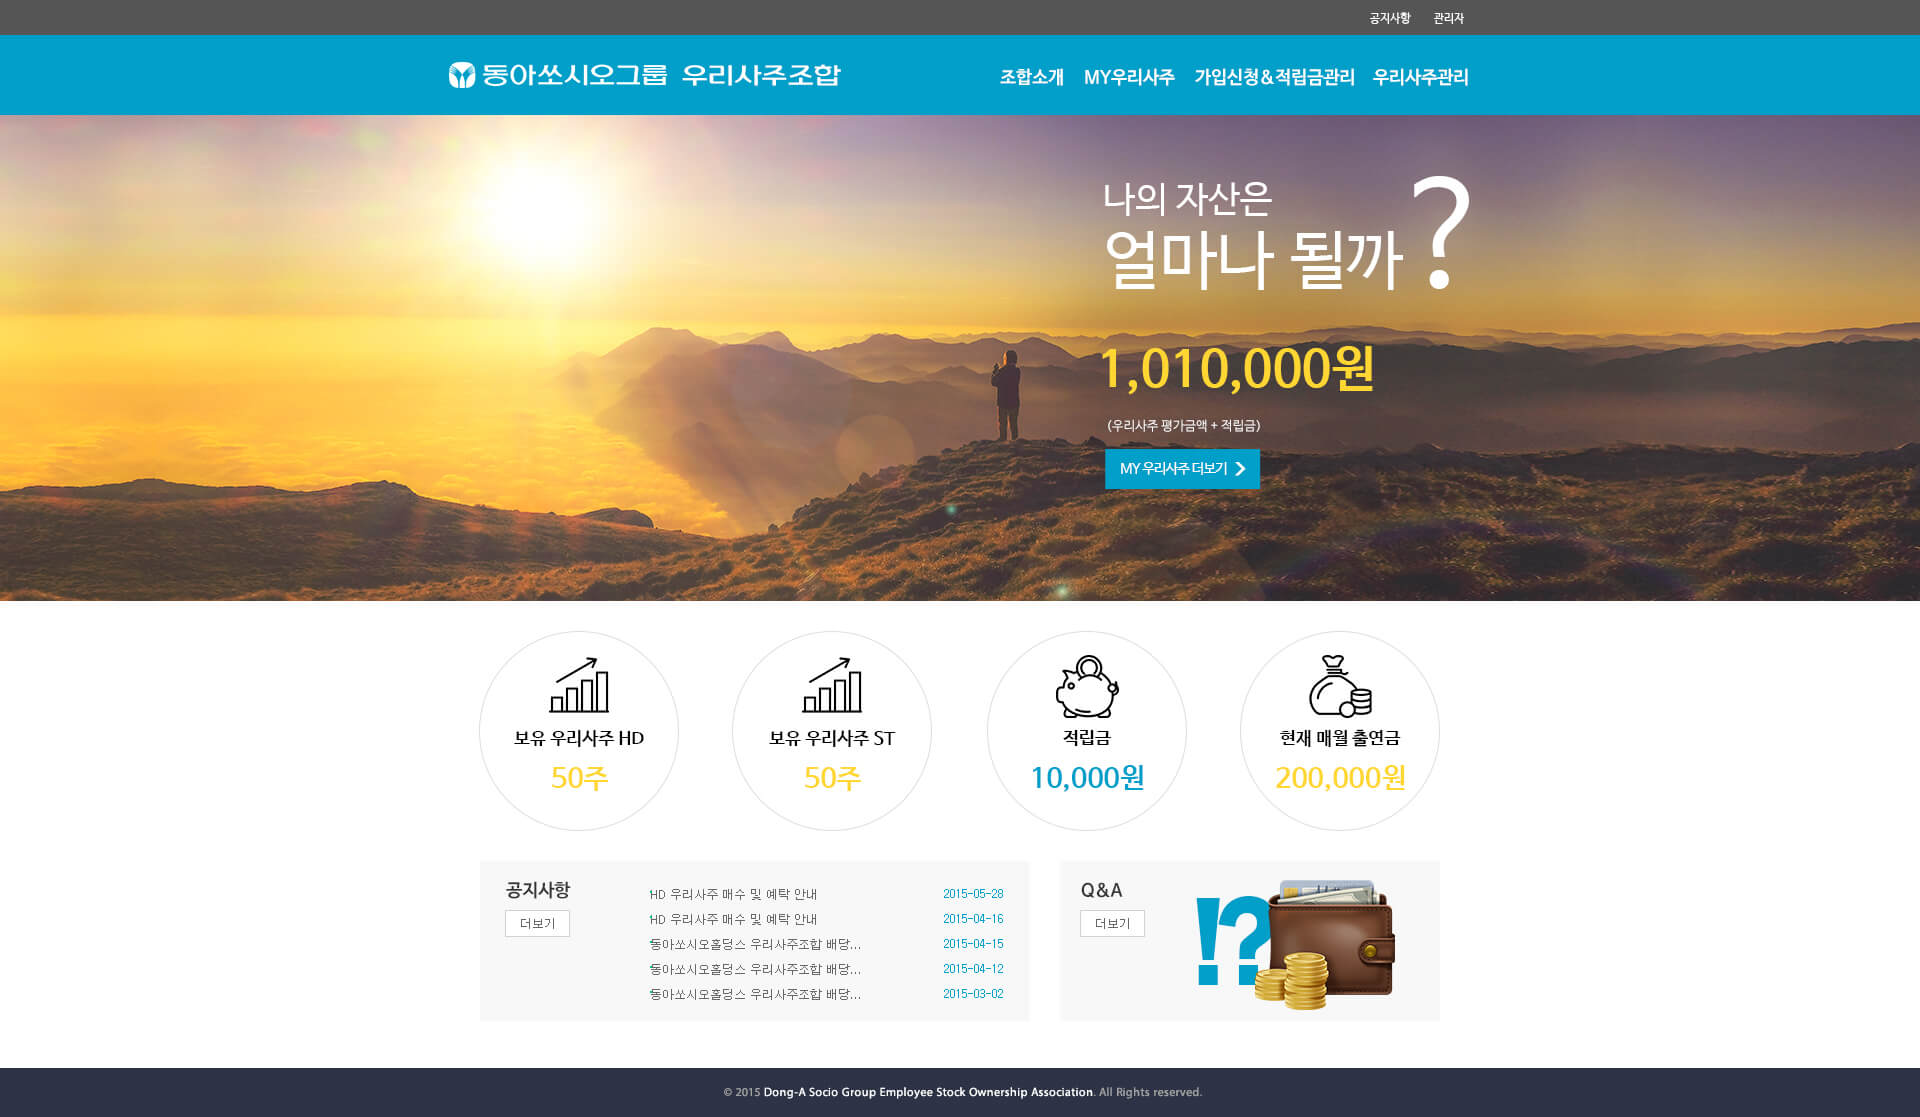 공지사항 관리자
동아쏘시오그룹 우리사주조합
조합소개 MY우리사주 가입신청&적립금관리 우리사주관리
나의 자산은
얼마나 될까?
1,010,000원
(우리사주 평가금액 + 적립금)
MY 우리사주 더보기
보유 우리사주 HD
50주
보유 우리사주 ST
50주
적립금
10,000원
현재 매월 출연금
200,000원
공지사항
더보기
HD 우리사주 매수 및 예탁 안내 2015-05-28
HD 우리사주 매수 및 예탁 안내 2015-04-16
동아쏘시오홀딩스 우리사주조합 배당... 2015-04-15
동아쏘시오홀딩스 우리사주조합 배당... 2015-04-12
동아쏘시오홀딩스 우리사주조합 배당... 2015-03-02
Q&A
더보기
!?
© 2015 Dong-A Socio Group Employee Stock Ownership Association. All Rights reserved.